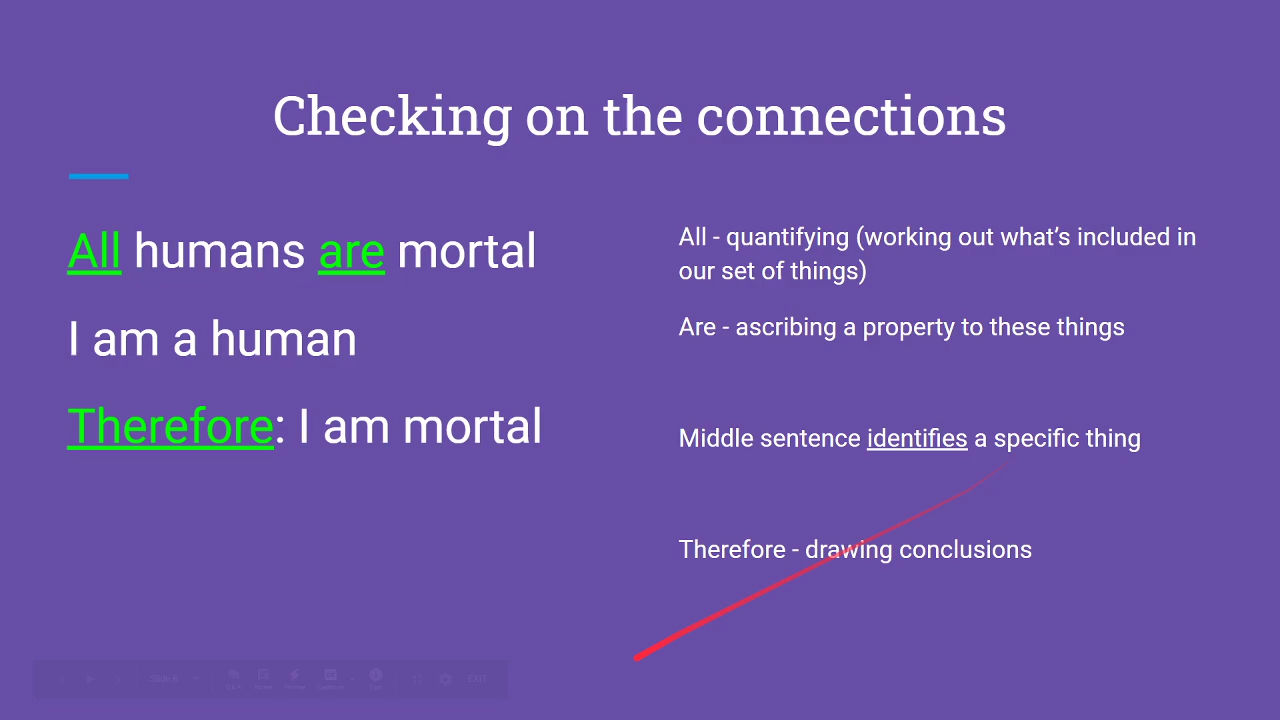 Checking on the connections
All humans are mortal
I am a human
Therefore: I am mortal
All - quantifying (working out what’s included in
our set of things)
Are - ascribing a property to these things
Middle sentence identifies a specific thing
Therefore - drawing conclusions
EXIT